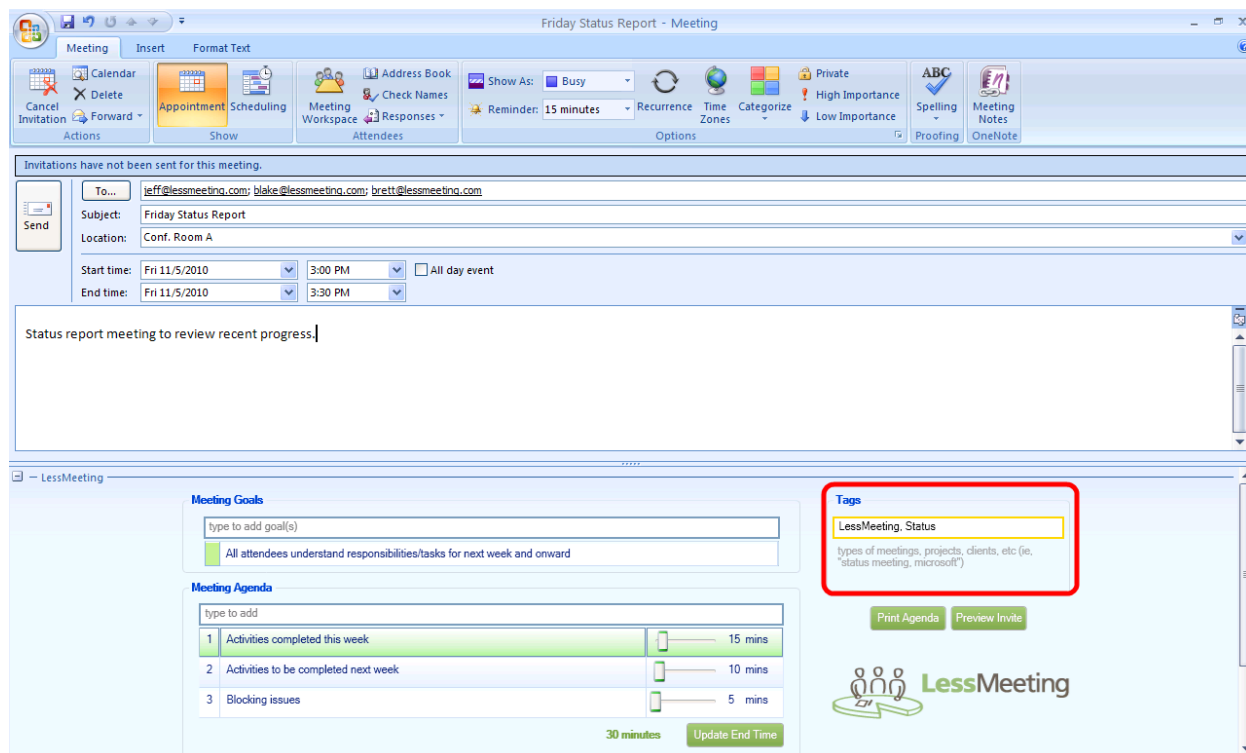 Friday Status Report - Meeting
Meeting Insert Format Text
Cancel Invitation
Calendar
Delete
Forward
Actions
Appointment Scheduling
Show
Meeting Workspace
Address Book
Check Names
Responses
Attendees
Show As: Busy
Reminder: 15 minutes
Recurrence Time Zones Categorize
Private
High Importance
Low Importance
Options
ABC
Spelling
Proofing
Meeting Notes
OneNote
Invitations have not been sent for this meeting.
Send
To... jeff@lessmeeting.com; blake@lessmeeting.com; brett@lessmeeting.com
Subject: Friday Status Report
Location: Conf. Room A
Start time: Fri 11/5/2010 3:00 PM All day event
End time: Fri 11/5/2010 3:30 PM
Status report meeting to review recent progress.
LessMeeting
Meeting Goals
type to add goal(s)
All attendees understand responsibilities/tasks for next week and onward
Meeting Agenda
type to add
1 Activities completed this week 15 mins
2 Activities to be completed next week 10 mins
3 Blocking issues 5 mins
30 minutes Update End Time
Tags
LessMeeting, Status
types of meetings, projects, clients, etc (ie,
"status meeting, microsoft")
Print Agenda Preview Invite
LessMeeting